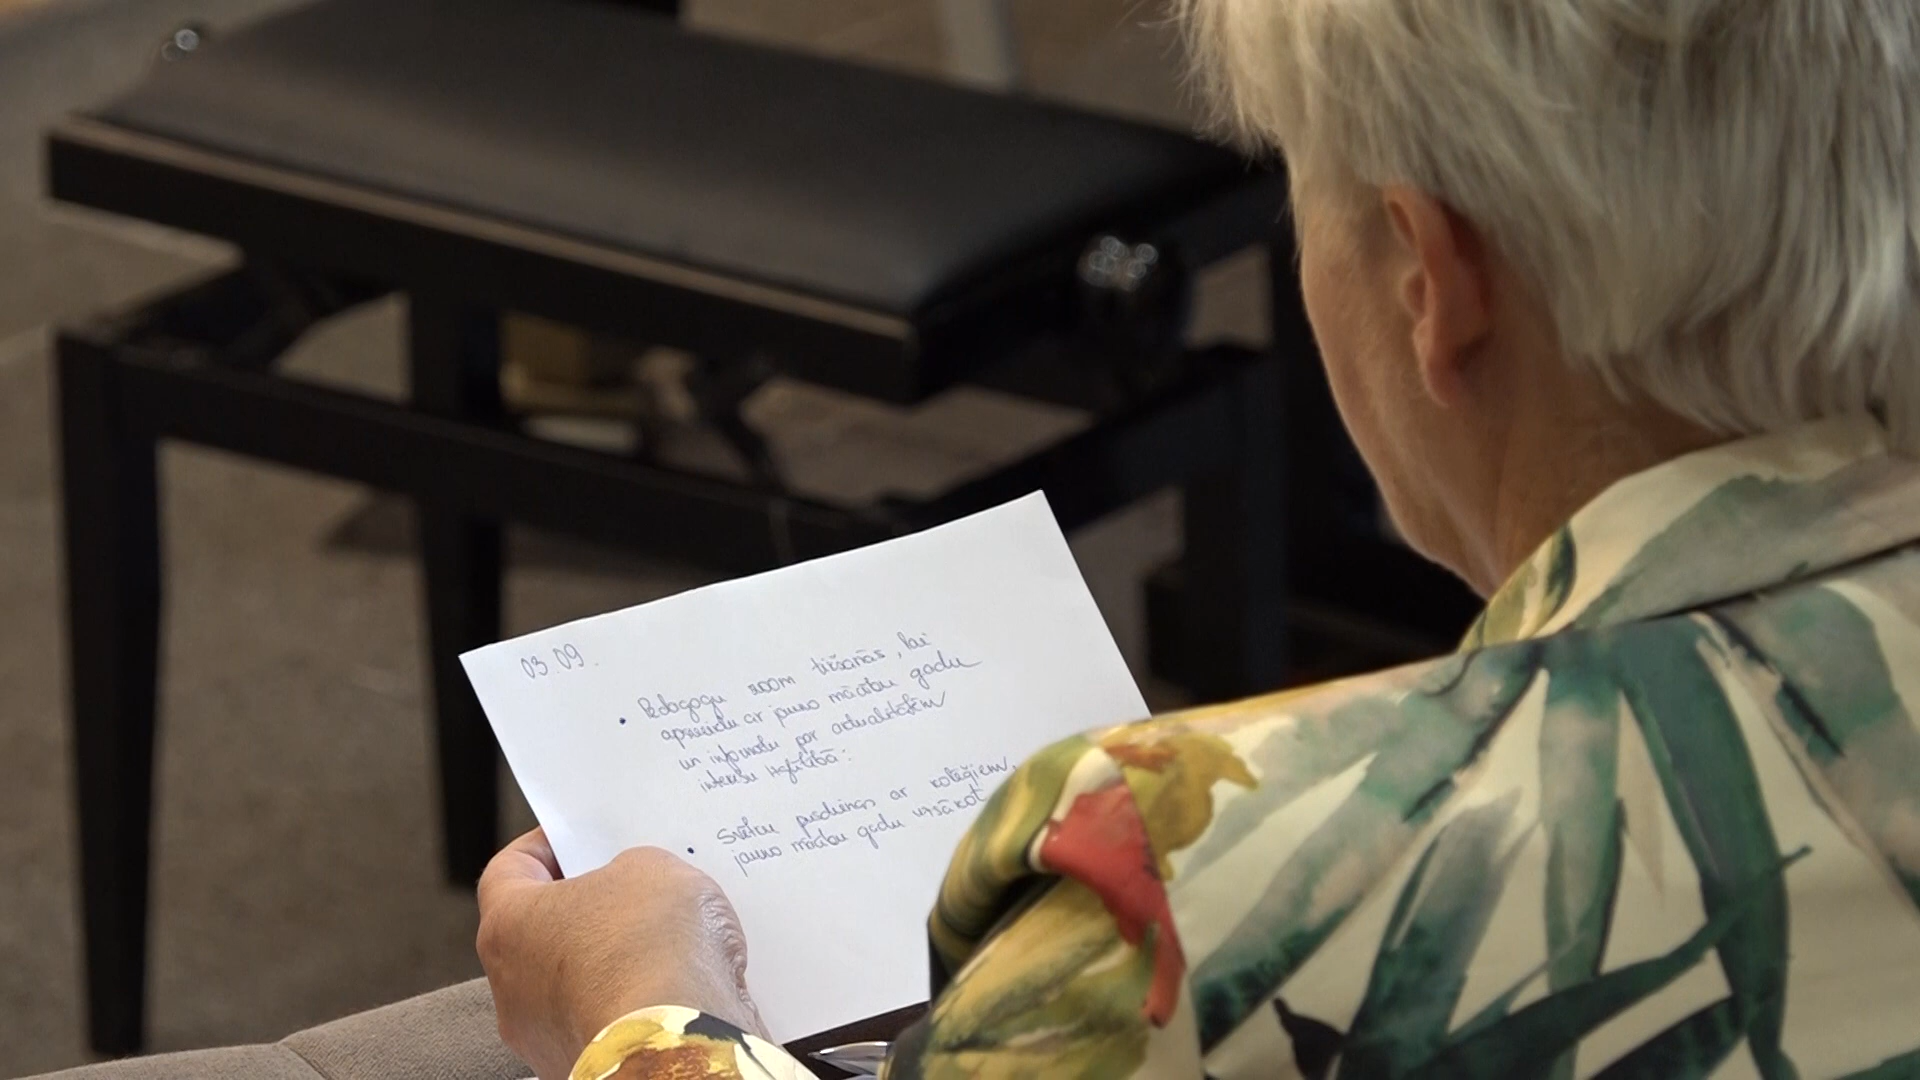 03.09.
• Pedagogu zoom tikšanās, lai
apsveiktu ar jauno mācību gadu
un informētu par aktualitātēm
interešu izglītībā:
• Svētku pusdienas ar kolēģiem,
jauno mācību gadu uzsākot